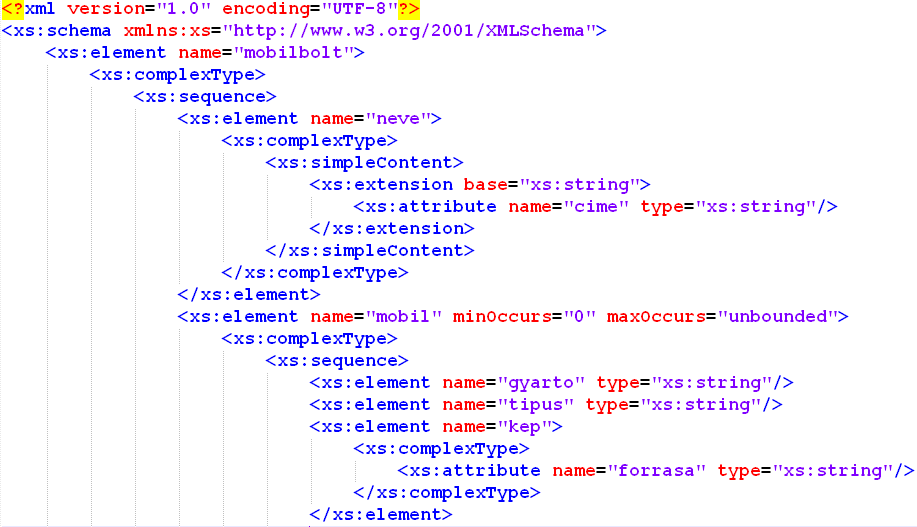 <?xml version="1.0" encoding="UTF-8"?>
<xs:schema xmlns:xs="http://www.w3.org/2001/XMLSchema">
    <xs:element name="mobilbolt">
        <xs:complexType>
            <xs:sequence>
                <xs:element name="neve">
                    <xs:complexType>
                        <xs:simpleContent>
                            <xs:extension base="xs:string">
                                <xs:attribute name="cime" type="xs:string"/>
                            </xs:extension>
                        </xs:simpleContent>
                    </xs:complexType>
                </xs:element>
                <xs:element name="mobil" minOccurs="0" maxOccurs="unbounded">
                    <xs:complexType>
                        <xs:sequence>
                            <xs:element name="gyarto" type="xs:string"/>
                            <xs:element name="tipus" type="xs:string"/>
                            <xs:element name="kep">
                                <xs:complexType>
                                    <xs:attribute name="forrasa" type="xs:string"/>
                                </xs:complexType>
                            </xs:element>